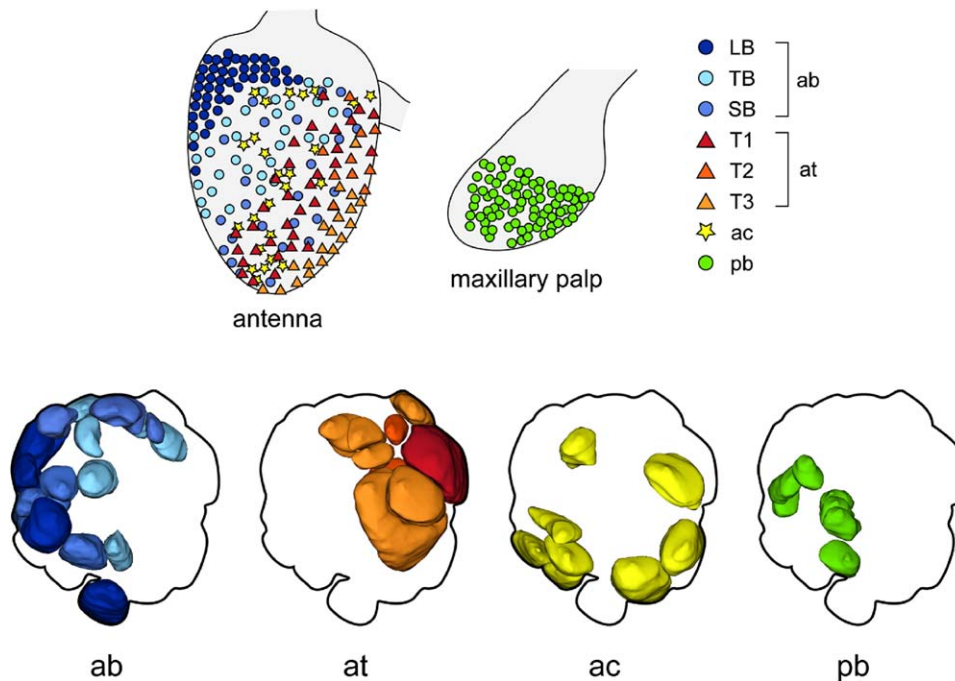 LB
TB
ab
SB
T1
T2
at
T3
ac
pb
antenna
maxillary palp
ab
at
ac
pb